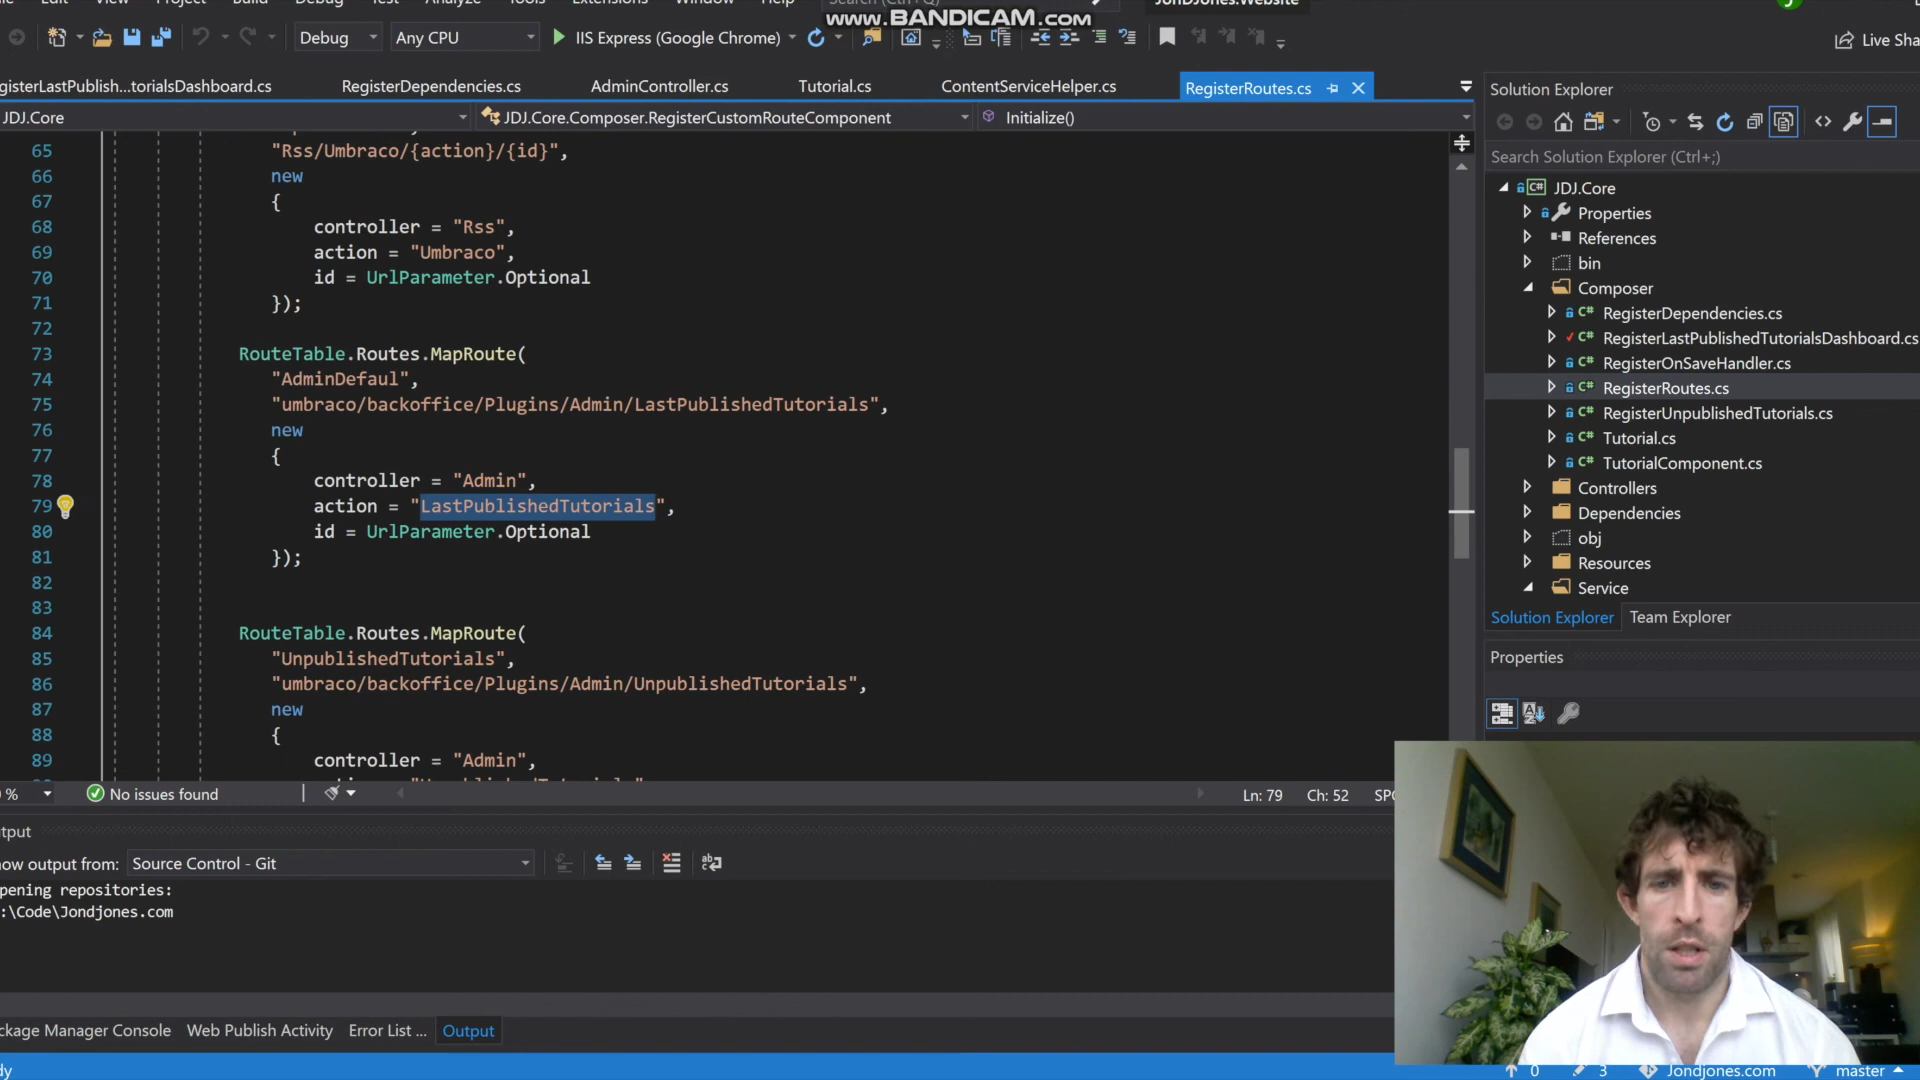 www.BANDICAM.com
JonDJones.Website
Debug
Any CPU
IIS Express (Google Chrome)
Live Sha
gisterLastPublish...torialsDashboard.cs
RegisterDependencies.cs
AdminController.cs
Tutorial.cs
ContentServiceHelper.cs
RegisterRoutes.cs
JDJ.Core
JDJ.Core.Composer.RegisterCustomRouteComponent
Initialize()
65 "Rss/Umbraco/{action}/{id}",
66 new
67 {
68 controller = "Rss",
69 action = "Umbraco",
70 id = UrlParameter.Optional
71 });
72
73 RouteTable.Routes.MapRoute(
74 "AdminDefaul",
75 "umbraco/backoffice/Plugins/Admin/LastPublishedTutorials",
76 new
77 {
78 controller = "Admin",
79 action = "LastPublishedTutorials",
80 id = UrlParameter.Optional
81 });
82
83
84 RouteTable.Routes.MapRoute(
85 "UnpublishedTutorials",
86 "umbraco/backoffice/Plugins/Admin/UnpublishedTutorials",
87 new
88 {
89 controller = "Admin",
%
No issues found
Ln: 79
Ch: 52
SPC
tput
how output from:
Source Control - Git
pening repositories:
:\Code\Jondjones.com
ckage Manager Console
Web Publish Activity
Error List ...
Output
Solution Explorer
Search Solution Explorer (Ctrl+;)
JDJ.Core
Properties
References
bin
Composer
RegisterDependencies.cs
RegisterLastPublishedTutorialsDashboard.cs
RegisterOnSaveHandler.cs
RegisterRoutes.cs
RegisterUnpublishedTutorials.cs
Tutorial.cs
TutorialComponent.cs
Controllers
Dependencies
obj
Resources
Service
Solution Explorer
Team Explorer
Properties
dy
0
3
Jondjones.com
master